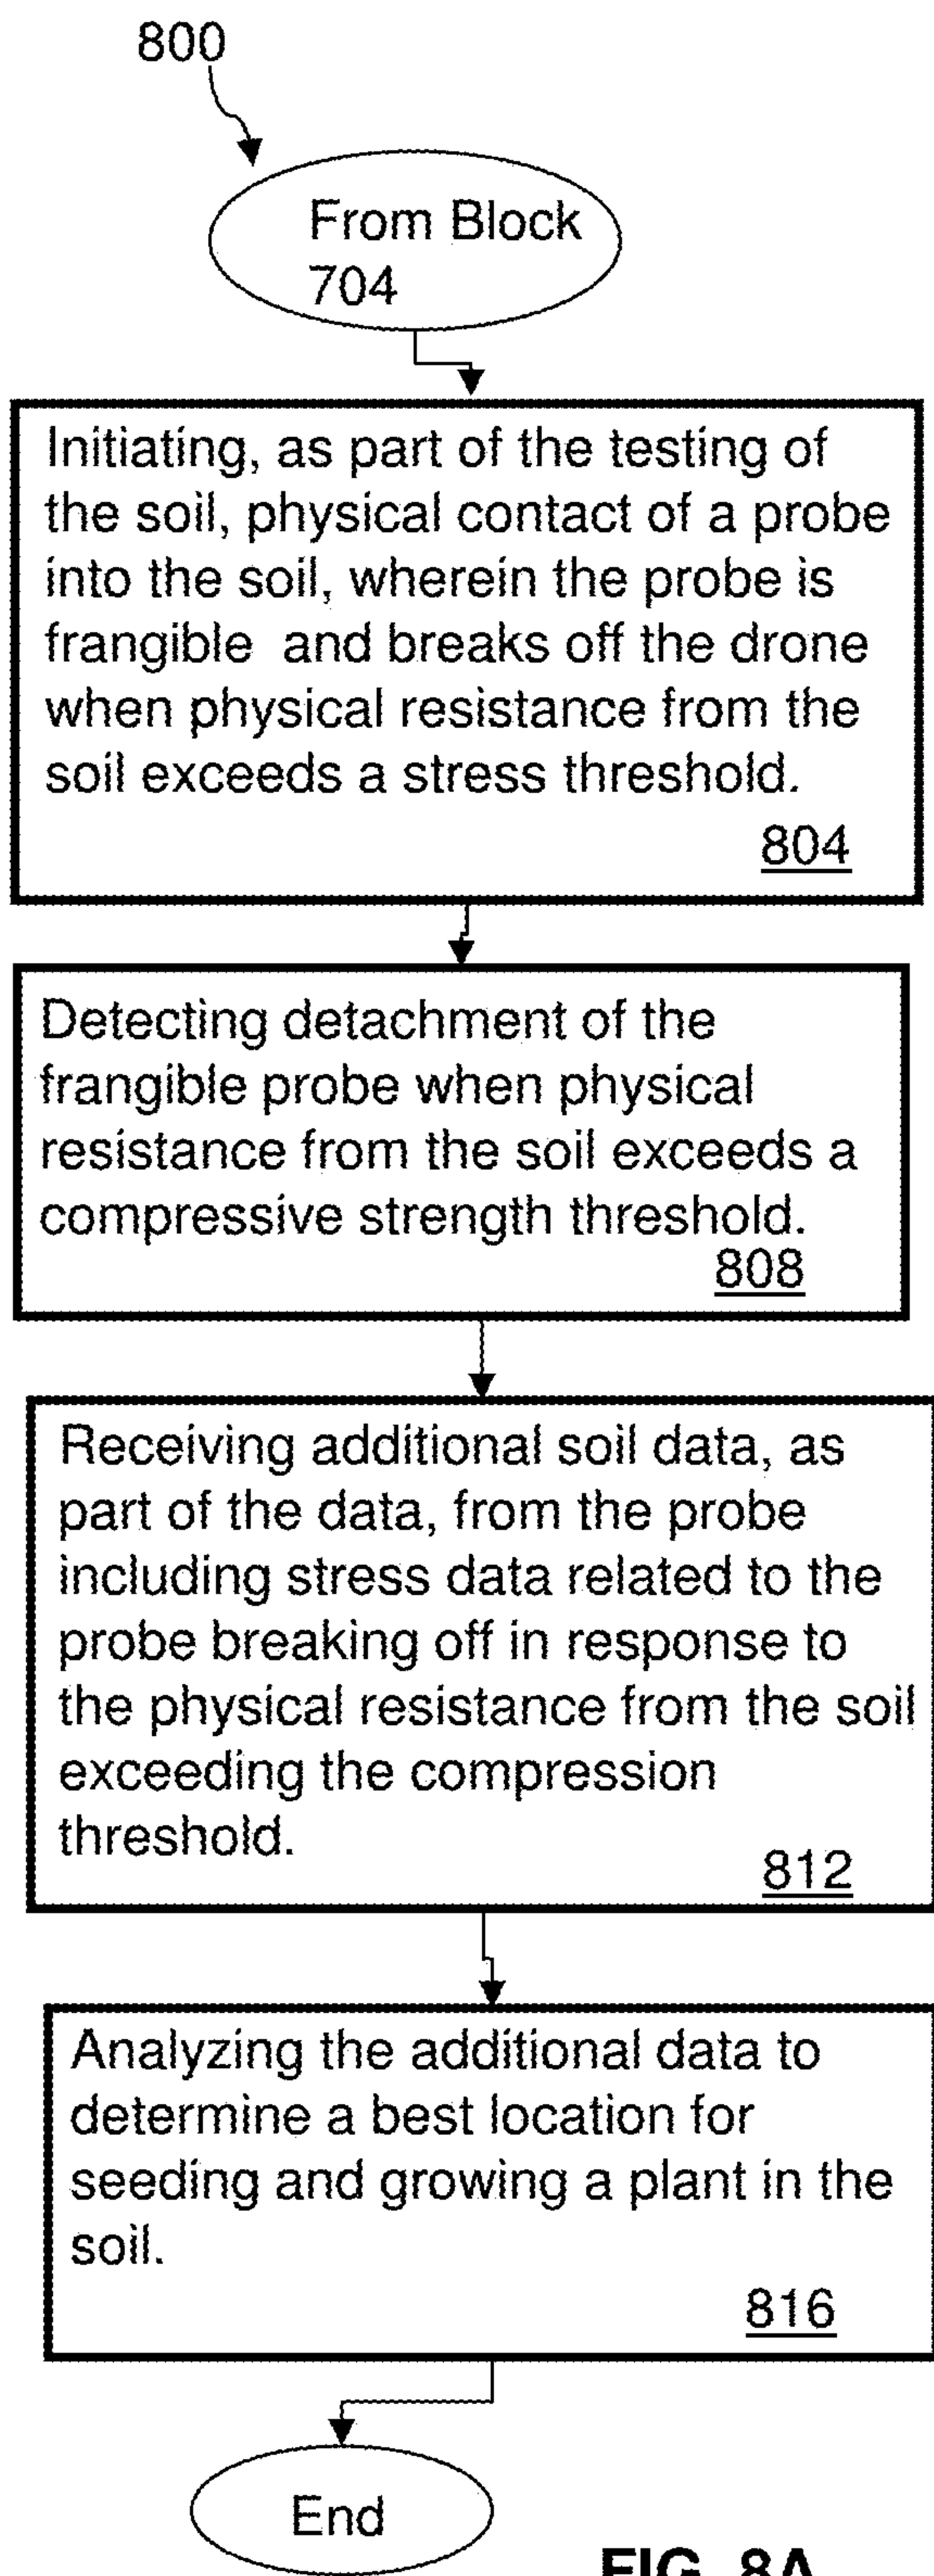 800
From Block
704
Initiating, as part of the testing of
the soil, physical contact of a probe
into the soil, wherein the probe is
frangible and breaks off the drone
when physical resistance from the
soil exceeds a stress threshold.
804
Detecting detachment of the
frangible probe when physical
resistance from the soil exceeds a
compressive strength threshold.
808
Receiving additional soil data, as
part of the data, from the probe
including stress data related to the
probe breaking off in response to
the physical resistance from the soil
exceeding the compression
threshold.
812
Analyzing the additional data to
determine a best location for
seeding and growing a plant in the
soil.
816
End
FIG. 8A